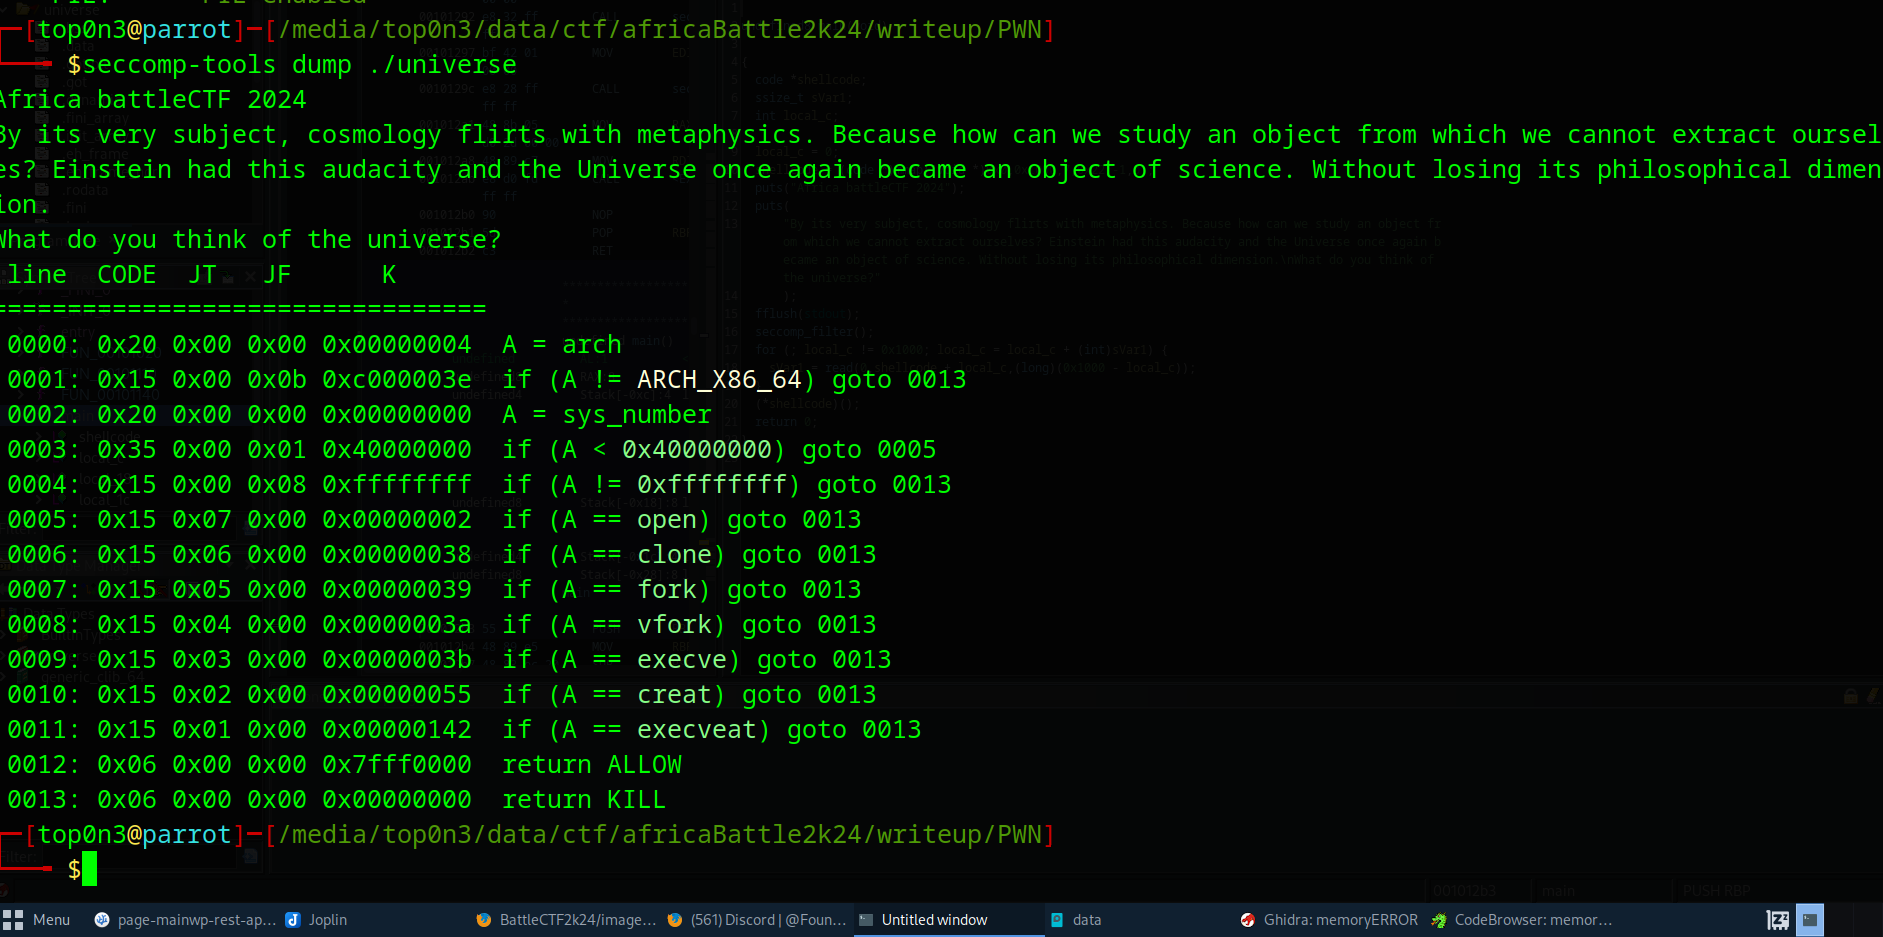 PIE:      PIE enabled
[top0n3@parrot]─[/media/top0n3/data/ctf/africaBattle2k24/writeup/PWN]
$seccomp-tools dump ./universe
Africa battleCTF 2024
By its very subject, cosmology flirts with metaphysics. Because how can we study an object from which we cannot extract oursel
es? Einstein had this audacity and the Universe once again became an object of science. Without losing its philosophical dimen
ion.
What do you think of the universe?
line  CODE  JT   JF      K
=================================
0000: 0x20 0x00 0x00 0x00000004  A = arch
0001: 0x15 0x00 0x0b 0xc000003e  if (A != ARCH_X86_64) goto 0013
0002: 0x20 0x00 0x00 0x00000000  A = sys_number
0003: 0x35 0x00 0x01 0x40000000  if (A < 0x40000000) goto 0005
0004: 0x15 0x00 0x08 0xffffffff  if (A != 0xffffffff) goto 0013
0005: 0x15 0x07 0x00 0x00000002  if (A == open) goto 0013
0006: 0x15 0x06 0x00 0x00000038  if (A == clone) goto 0013
0007: 0x15 0x05 0x00 0x00000039  if (A == fork) goto 0013
0008: 0x15 0x04 0x00 0x0000003a  if (A == vfork) goto 0013
0009: 0x15 0x03 0x00 0x0000003b  if (A == execve) goto 0013
0010: 0x15 0x02 0x00 0x00000055  if (A == creat) goto 0013
0011: 0x15 0x01 0x00 0x00000142  if (A == execveat) goto 0013
0012: 0x06 0x00 0x00 0x7fff0000  return ALLOW
0013: 0x06 0x00 0x00 0x00000000  return KILL
[top0n3@parrot]─[/media/top0n3/data/ctf/africaBattle2k24/writeup/PWN]
$
001012b3 main PUSH RBP
Menu page-mainwp-rest-ap... Joplin BattleCTF2k24/image... (561) Discord | @Foun... Untitled window data Ghidra: memoryERROR CodeBrowser: memor...